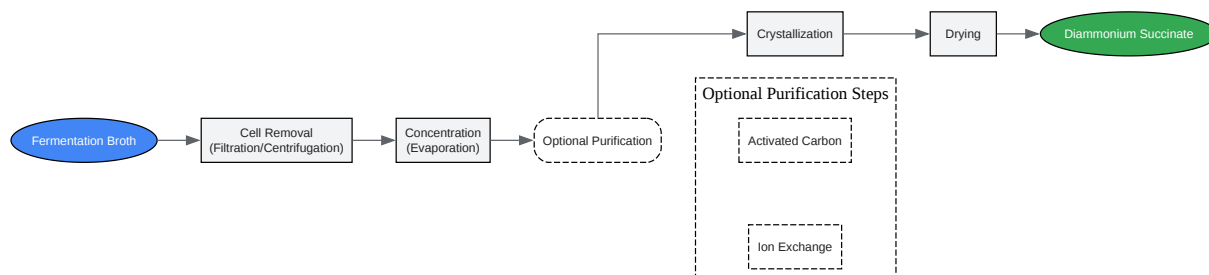 Fermentation Broth
Cell Removal
(Filtration/Centrifugation)
Concentration
(Evaporation)
Optional Purification
Crystallization
Drying
Diammonium Succinate
Optional Purification Steps
Activated Carbon
Ion Exchange